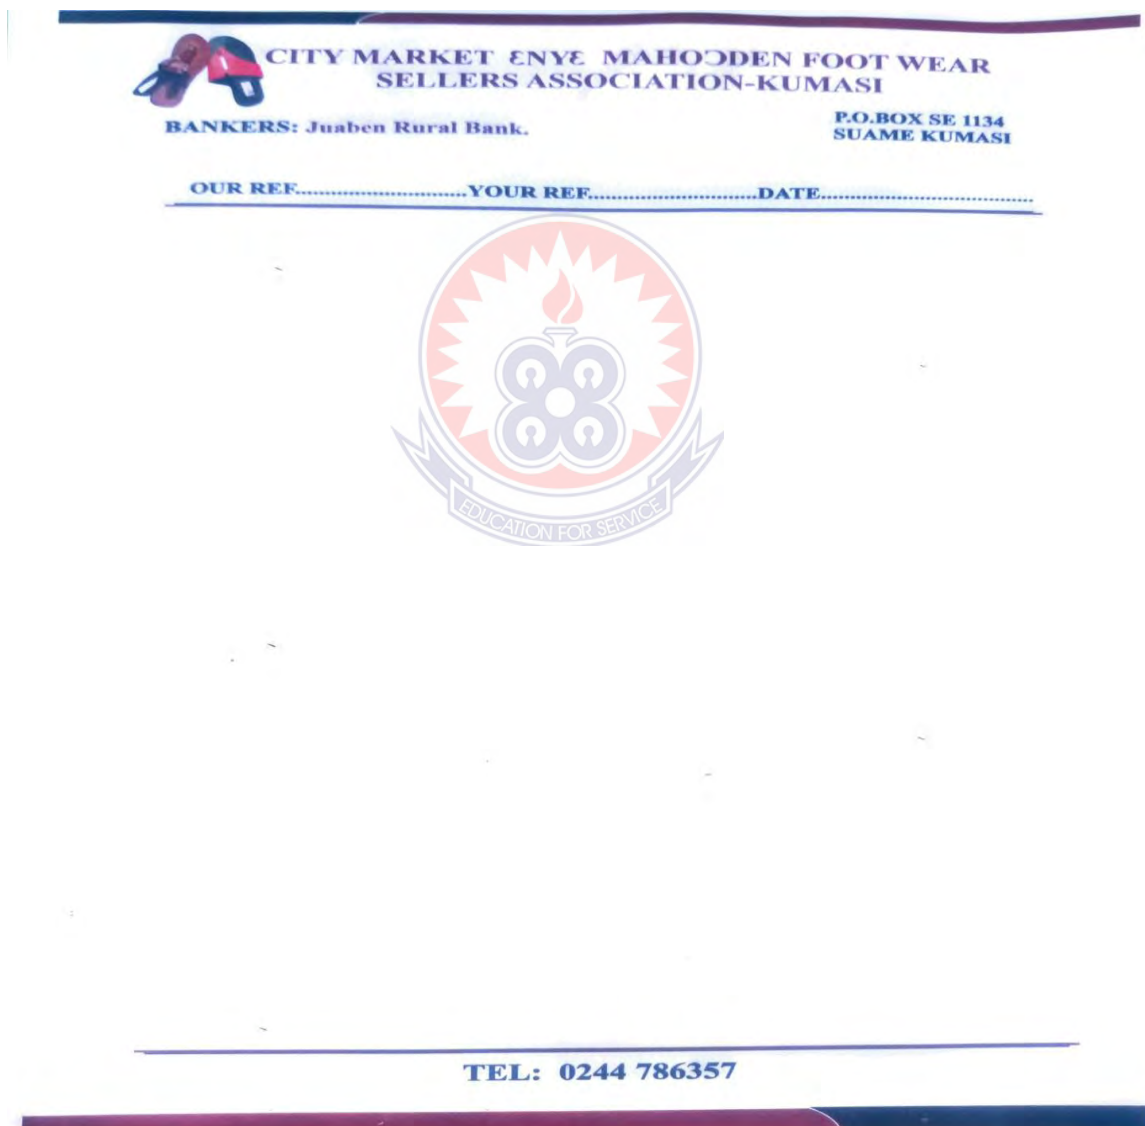 CITY MARKET ƐNYƐ MAHOƆDEN FOOT WEAR
SELLERS ASSOCIATION-KUMASI
BANKERS: Juaben Rural Bank.
P.O.BOX SE 1134
SUAME KUMASI
OUR REF.............................YOUR REF.............................DATE....................................
EDUCATION FOR SERVICE
TEL: 0244 786357